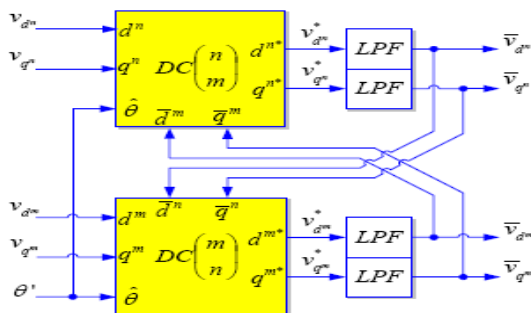 v_{d^n} d^n d^{n*} v^*_{d^n} LPF v̄_{d^n}
v_{q^n} q^n DC(n m) q^{n*} v^*_{q^n} LPF v̄_{q^n}
θ̂ d̄^m q̄^m
v_{d^m} d^m d̄^n q̄^n d^{m*} v^*_{d^m} LPF v̄_{d^m}
v_{q^m} q^m DC(m n) q^{m*} v^*_{q^m} LPF v̄_{q^m}
θ' θ̂